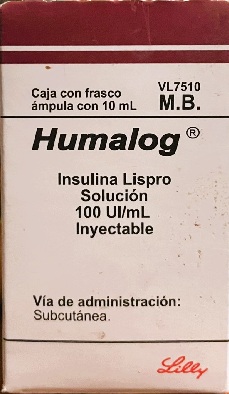 Caja con frasco VL7510
ámpula con 10 mL M.B.
Humalog®
Insulina Lispro
Solución
100 UI/mL
Inyectable
Vía de administración:
Subcutánea.
Lilly